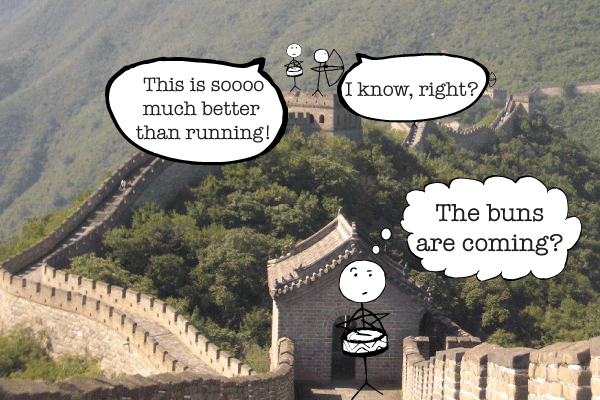 This is soooo
much better
than running!
I know, right?
The buns
are coming?